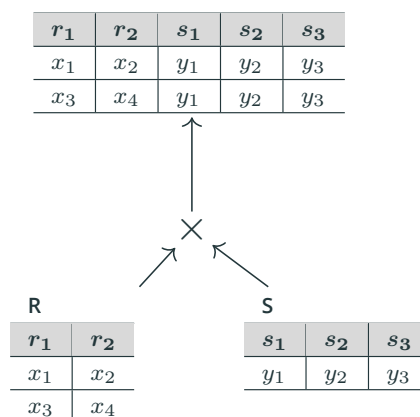 r₁ r₂ s₁ s₂ s₃
x₁ x₂ y₁ y₂ y₃
x₃ x₄ y₁ y₂ y₃
×
R S
r₁ r₂ s₁ s₂ s₃
x₁ x₂ y₁ y₂ y₃
x₃ x₄